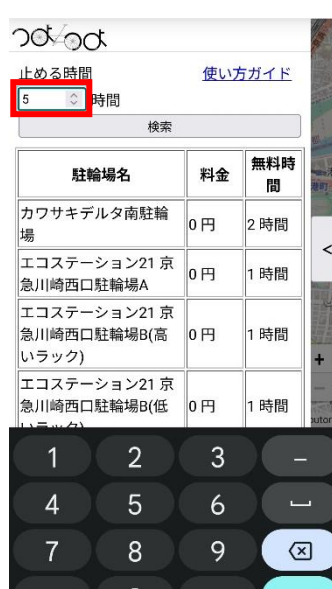 止める時間 使い方ガイド
5 時間
検索
駐輪場名 料金 無料時間
カワサキデルタ南駐輪場 0円 2時間
エコステーション21 京急川崎西口駐輪場A 0円 1時間
エコステーション21 京急川崎西口駐輪場B(高いラック) 0円 1時間
エコステーション21 京急川崎西口駐輪場B(低いラック) 0円 1時間
<
+
−
1 2 3 −
4 5 6
7 8 9